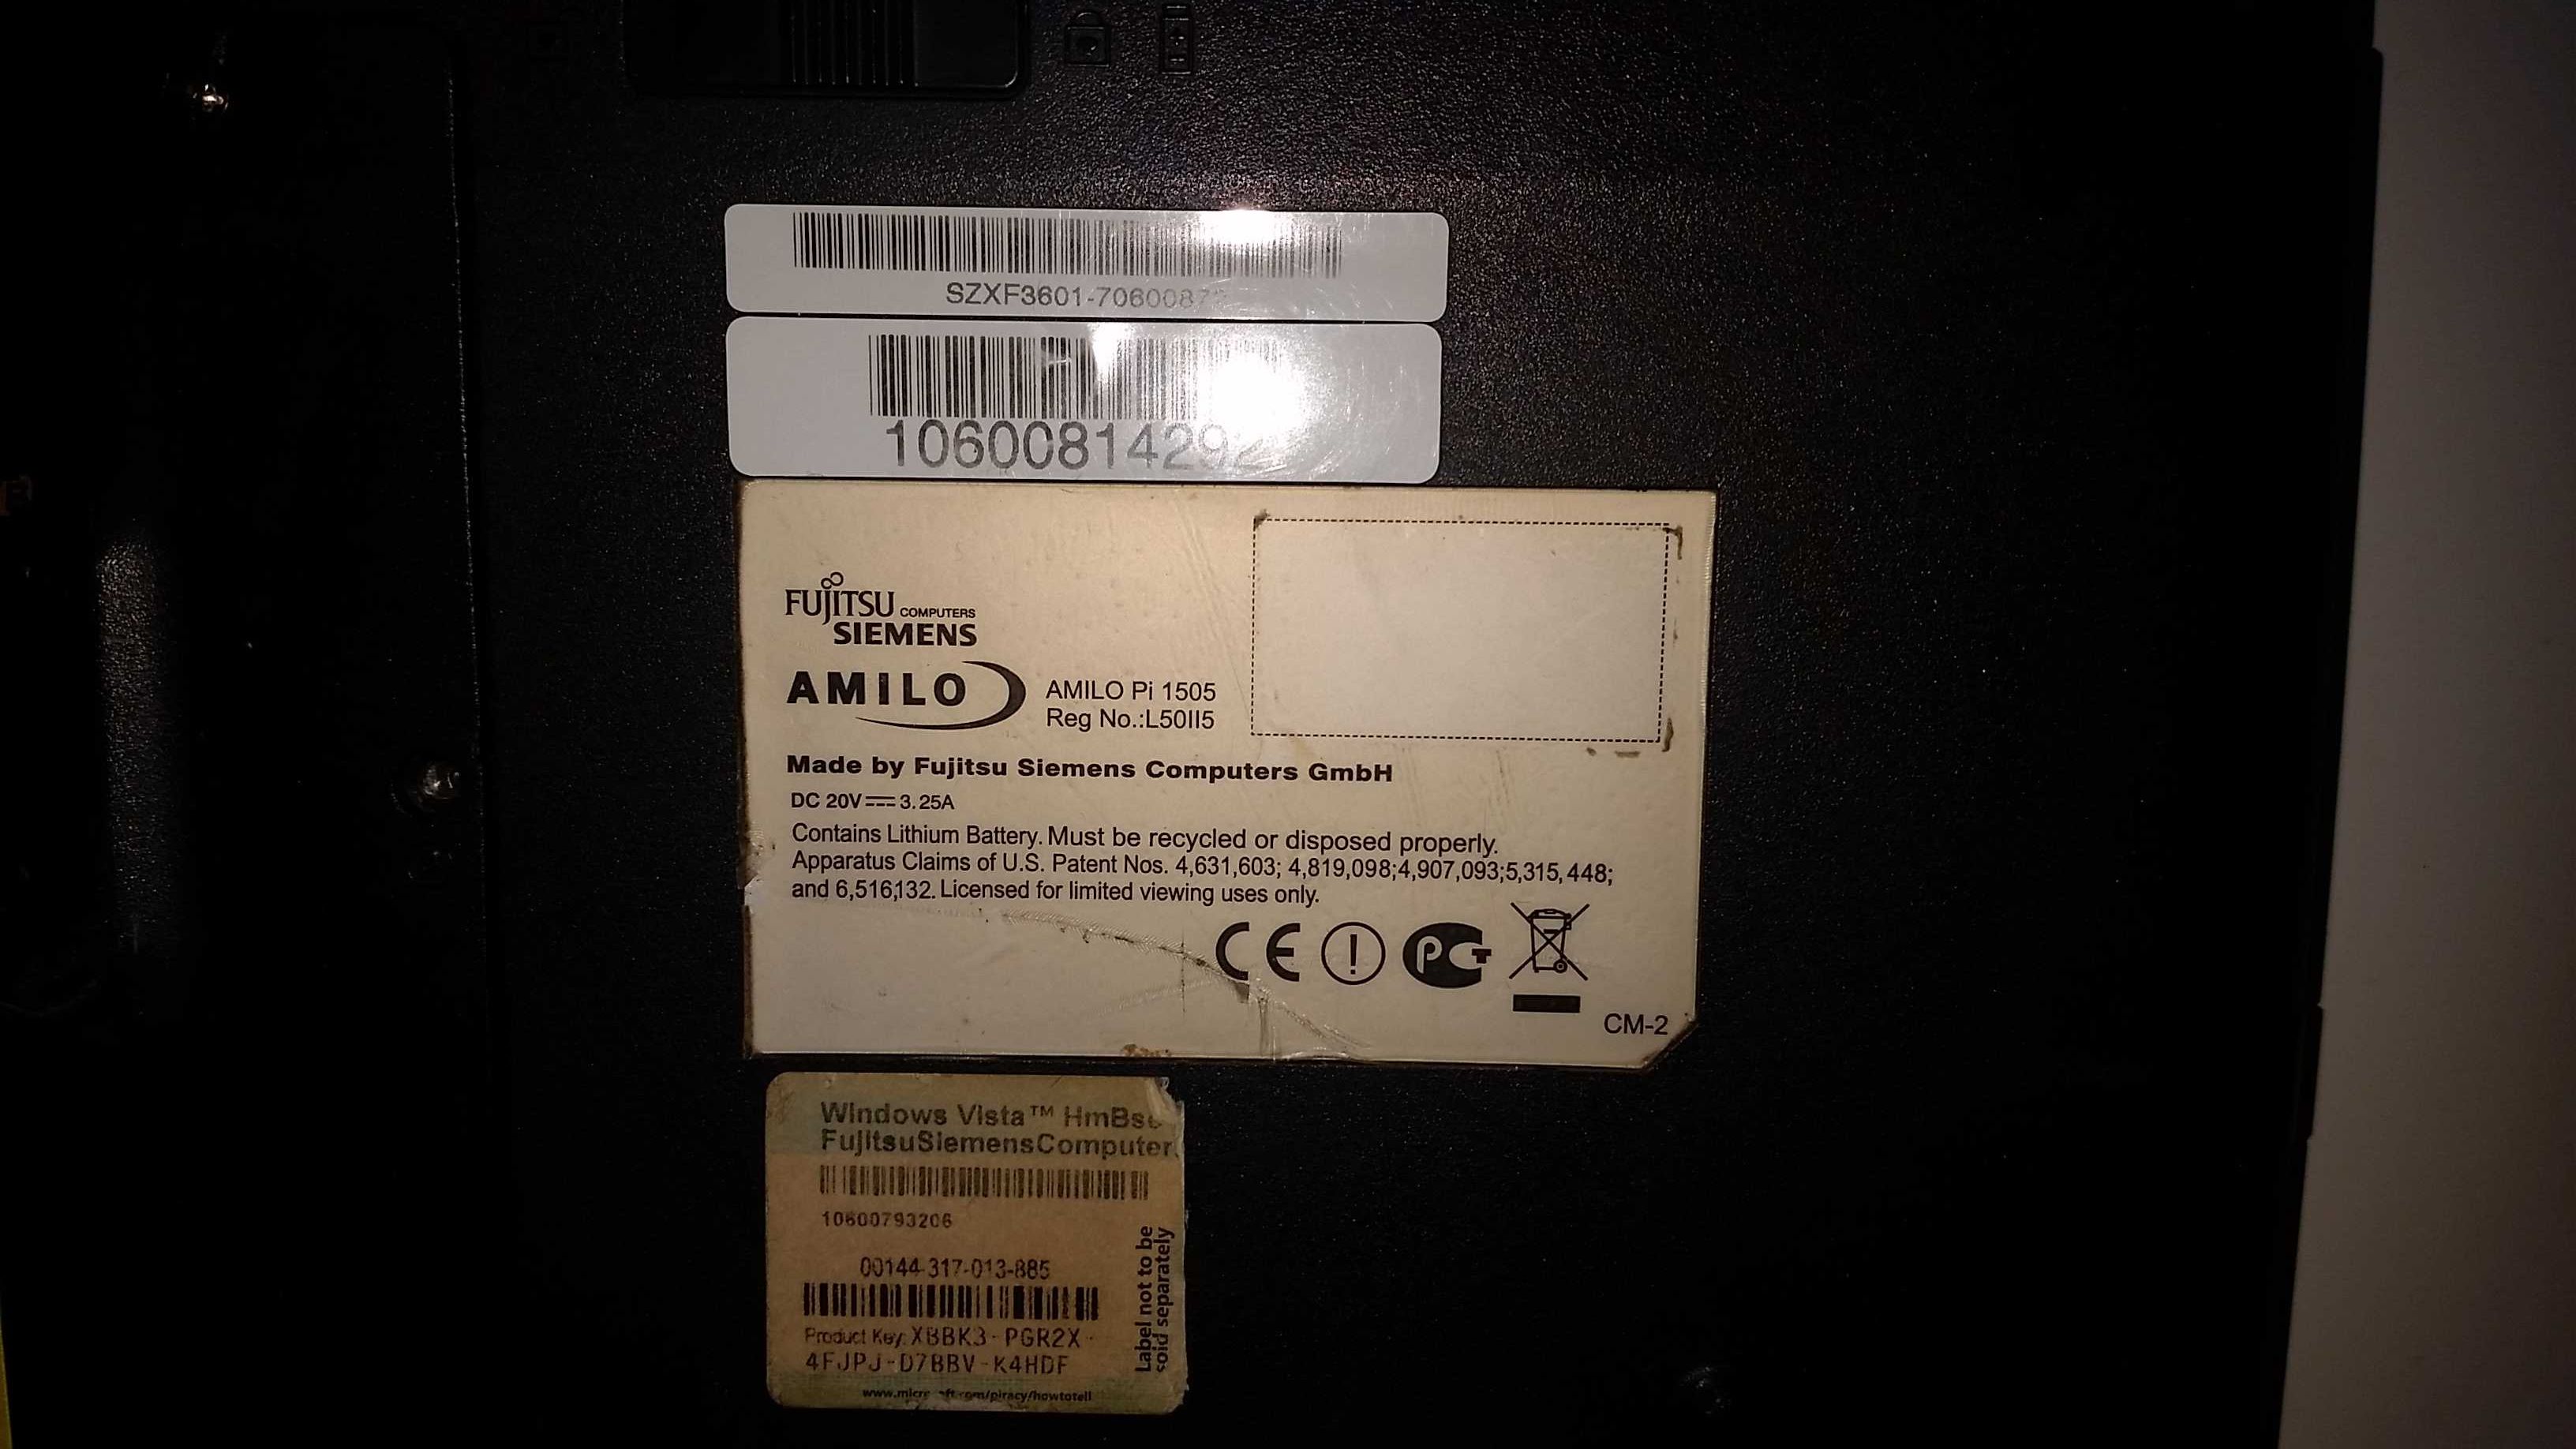 SZXF3601-7060087
1060081429
FUJITSU COMPUTERS
SIEMENS
AMILO
AMILO Pi 1505
Reg No.:L50II5
Made by Fujitsu Siemens Computers GmbH
DC 20V 3.25A
Contains Lithium Battery. Must be recycled or disposed properly.
Apparatus Claims of U.S. Patent Nos. 4,631,603; 4,819,098;4,907,093;5,315,448;
and 6,516,132. Licensed for limited viewing uses only.
CE
CM-2
Windows Vista™ HmBsc
FujitsuSiemensComputer
10600793206
00144-317-013-885
Product Key: XBBK3-PGR2X-
4FJPJ-D7BBV-K4HDF
Label not to be
sold separately